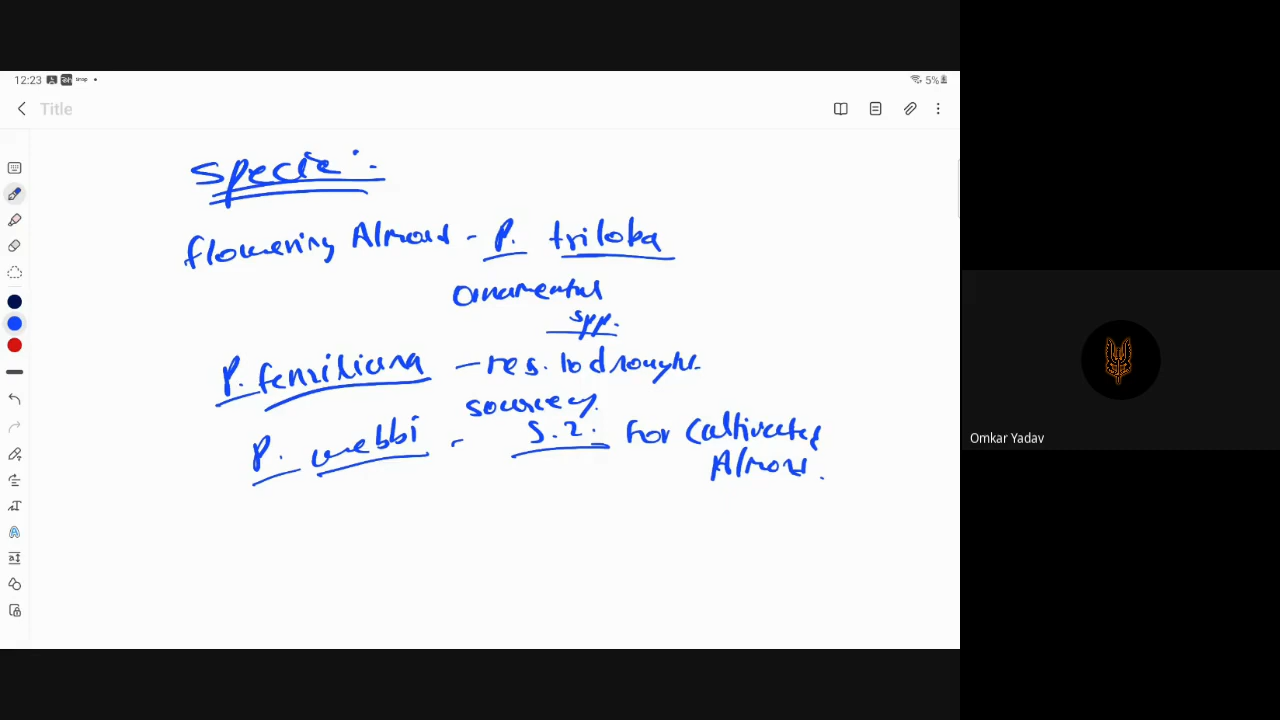 12:23
5%
Title
Specie :-
flowering Almond - P. triloba
Ornamental
spp.
P. fenziliana - res. to drought.
source of
P. webbi - S.I. For Cultivated
Almond.
Omkar Yadav